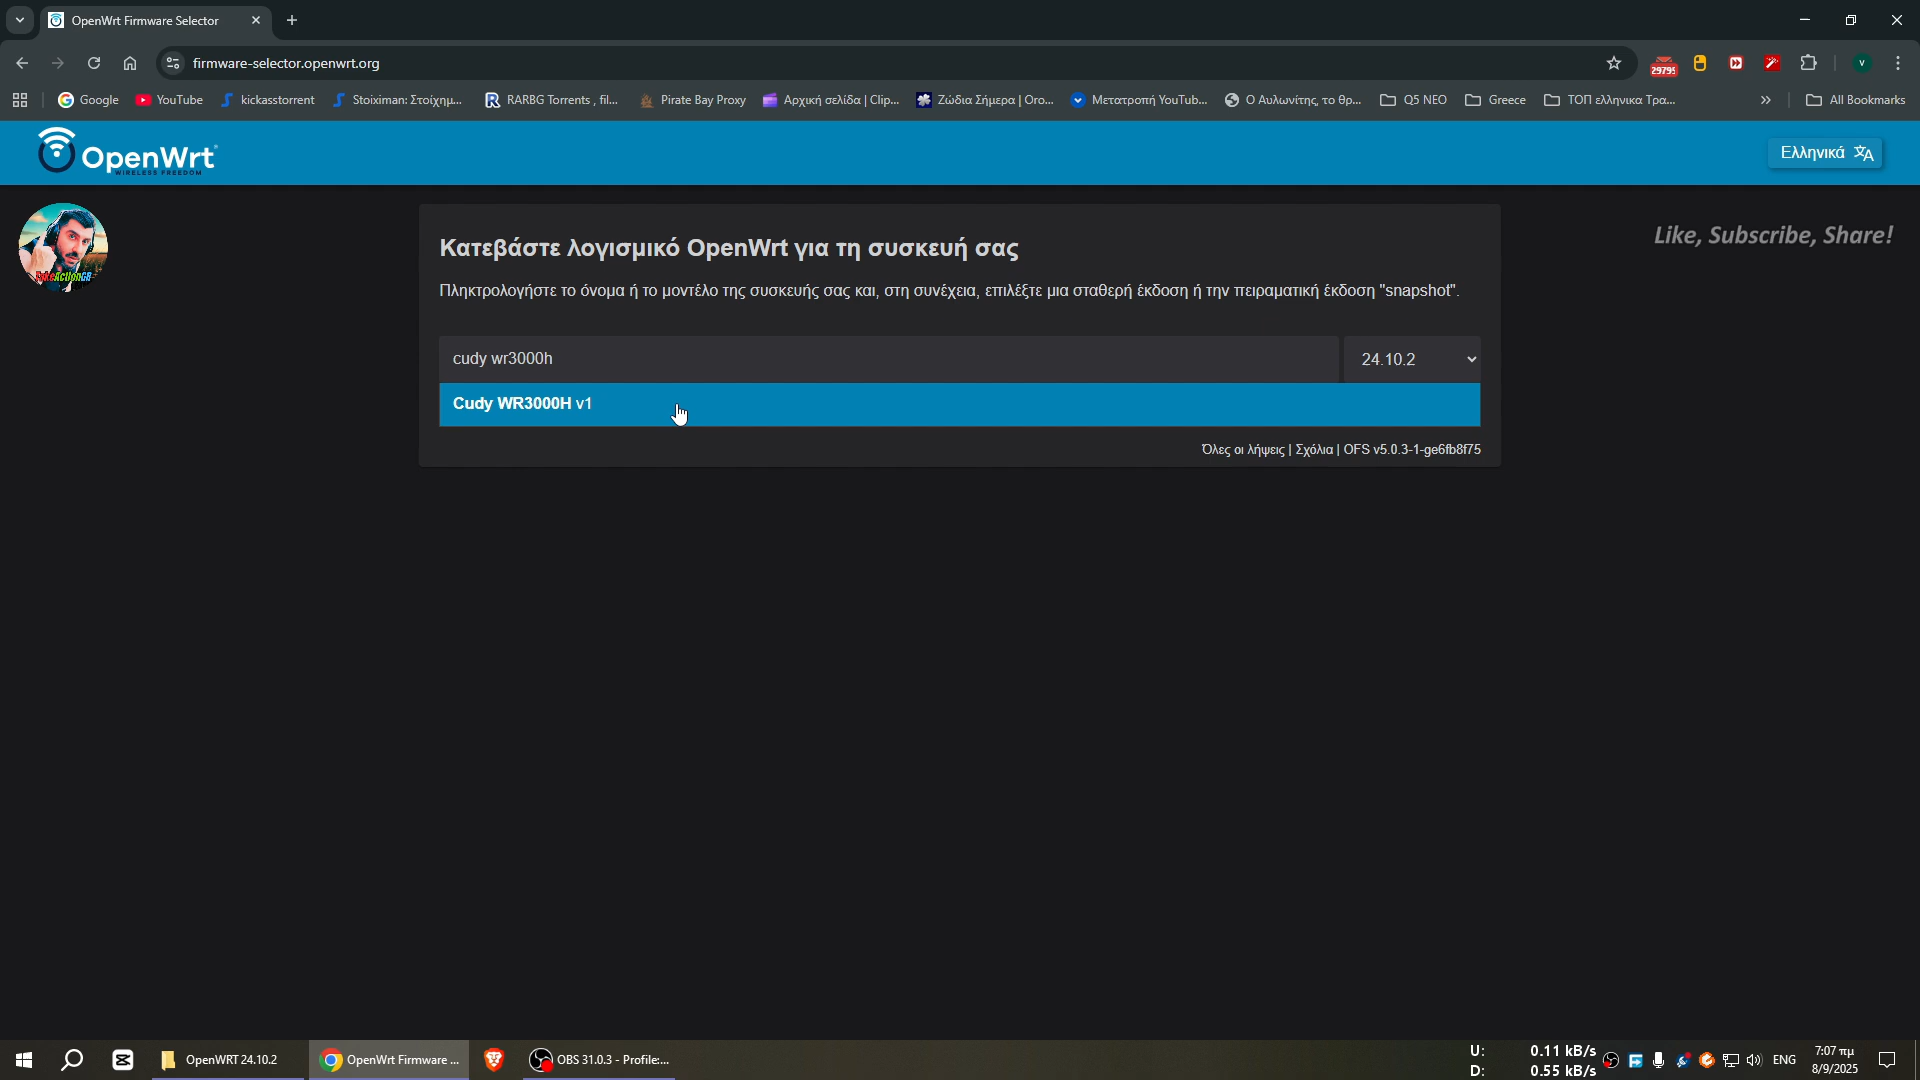 OpenWrt Firmware Selector
firmware-selector.openwrt.org
29795
V
Google
YouTube
kickasstorrent
Stoiximan: Στοίχημ...
RARBG Torrents , fil...
Pirate Bay Proxy
Αρχική σελίδα | Clip...
Ζώδια Σήμερα | Oro...
Μετατροπή YouTub...
Ο Αυλωνίτης, το θρ...
Q5 NEO
Greece
ΤΟΠ ελληνικα Τρα...
All Bookmarks
OpenWrt
WIRELESS FREEDOM
Ελληνικά
Κατεβάστε λογισμικό OpenWrt για τη συσκευή σας
Like, Subscribe, Share!
Πληκτρολογήστε το όνομα ή το μοντέλο της συσκευής σας και, στη συνέχεια, επιλέξτε μια σταθερή έκδοση ή την πειραματική έκδοση "snapshot".
cudy wr3000h
24.10.2
Cudy WR3000H v1
Όλες οι λήψεις | Σχόλια | OFS v5.0.3-1-ge6fb8f75
OpenWRT 24.10.2
OpenWrt Firmware ...
OBS 31.0.3 - Profile:...
U: 0.11 kB/s
D: 0.55 kB/s
ENG
7:07 πμ
8/9/2025